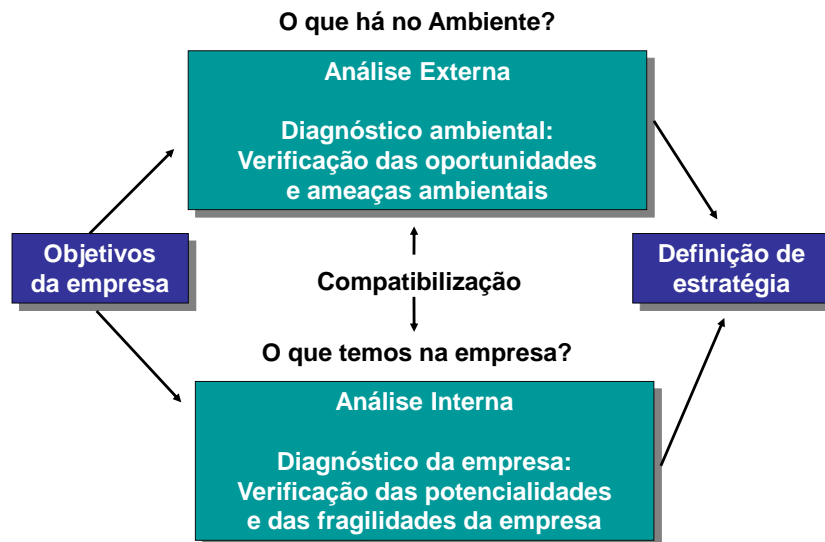 O que há no Ambiente?
Análise Externa
Diagnóstico ambiental:
Verificação das oportunidades
e ameaças ambientais
Objetivos
da empresa
Compatibilização
Definição de
estratégia
O que temos na empresa?
Análise Interna
Diagnóstico da empresa:
Verificação das potencialidades
e das fragilidades da empresa